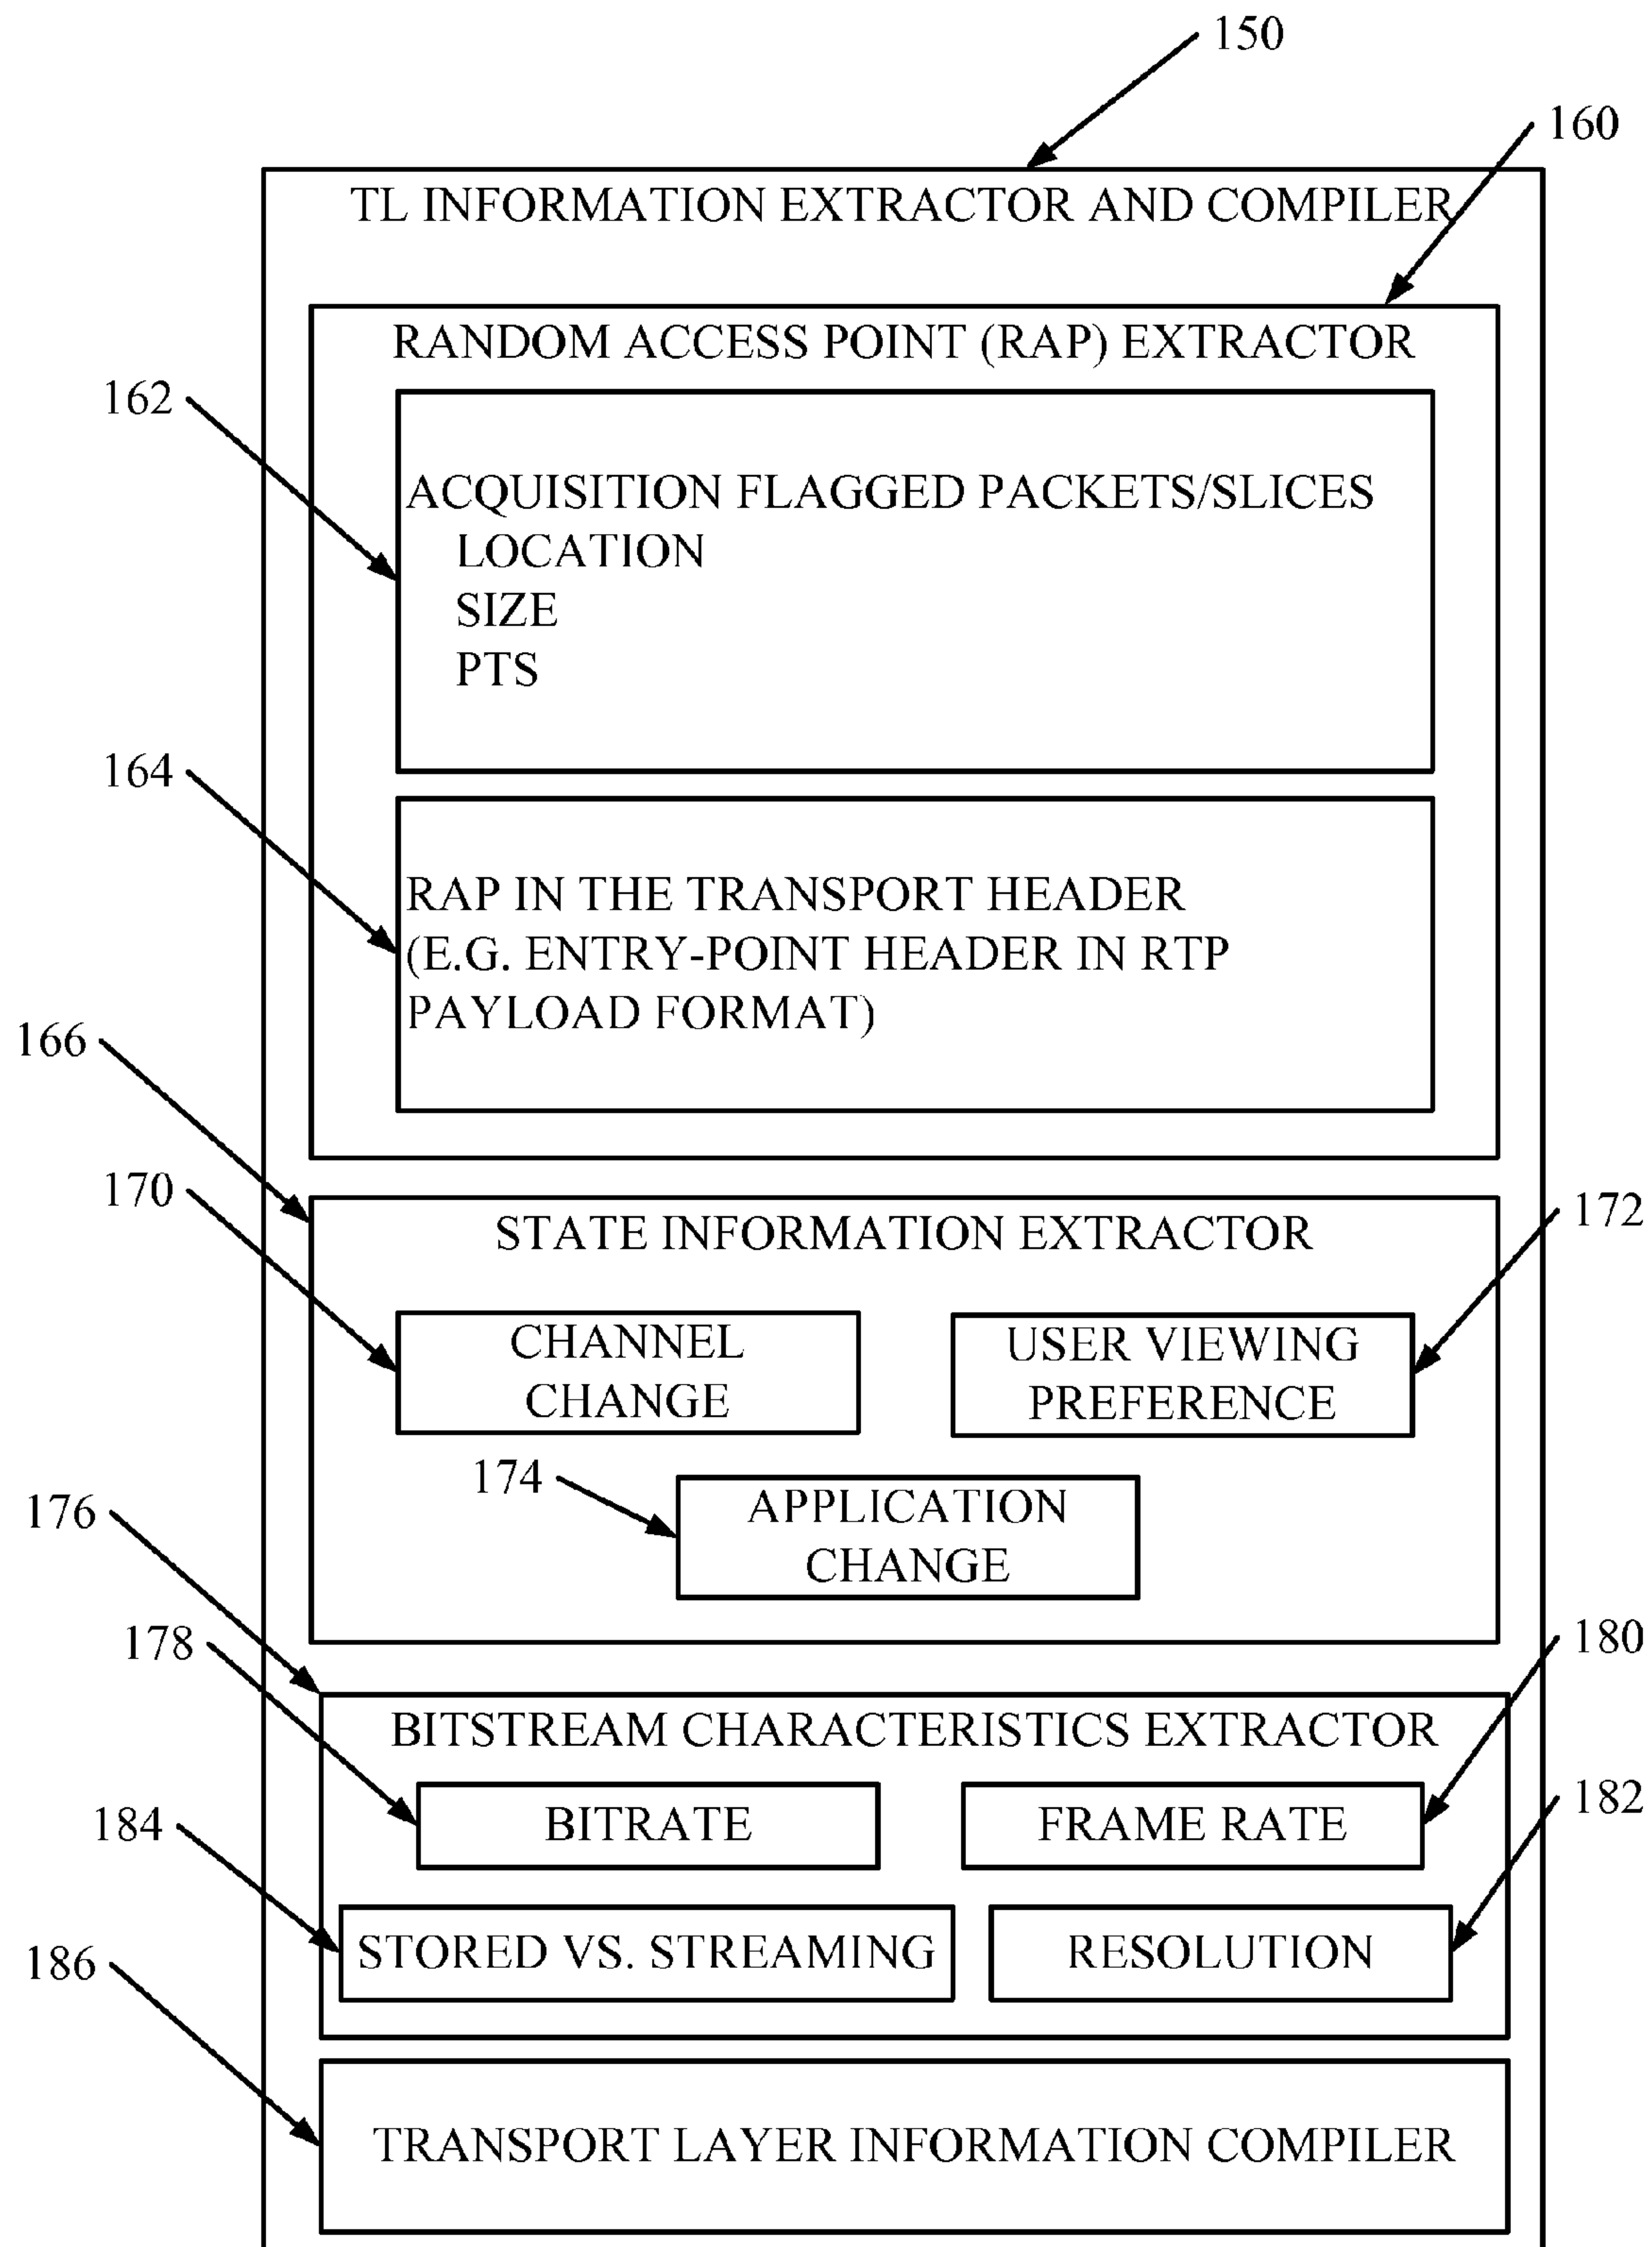 150
160
TL INFORMATION EXTRACTOR AND COMPILER
RANDOM ACCESS POINT (RAP) EXTRACTOR
162
ACQUISITION FLAGGED PACKETS/SLICES
LOCATION
SIZE
PTS
164
RAP IN THE TRANSPORT HEADER
(E.G. ENTRY-POINT HEADER IN RTP
PAYLOAD FORMAT)
166
170
172
STATE INFORMATION EXTRACTOR
CHANNEL
CHANGE
USER VIEWING
PREFERENCE
174
APPLICATION
CHANGE
176
178
180
BITSTREAM CHARACTERISTICS EXTRACTOR
BITRATE
FRAME RATE
184
182
STORED VS. STREAMING
RESOLUTION
186
TRANSPORT LAYER INFORMATION COMPILER